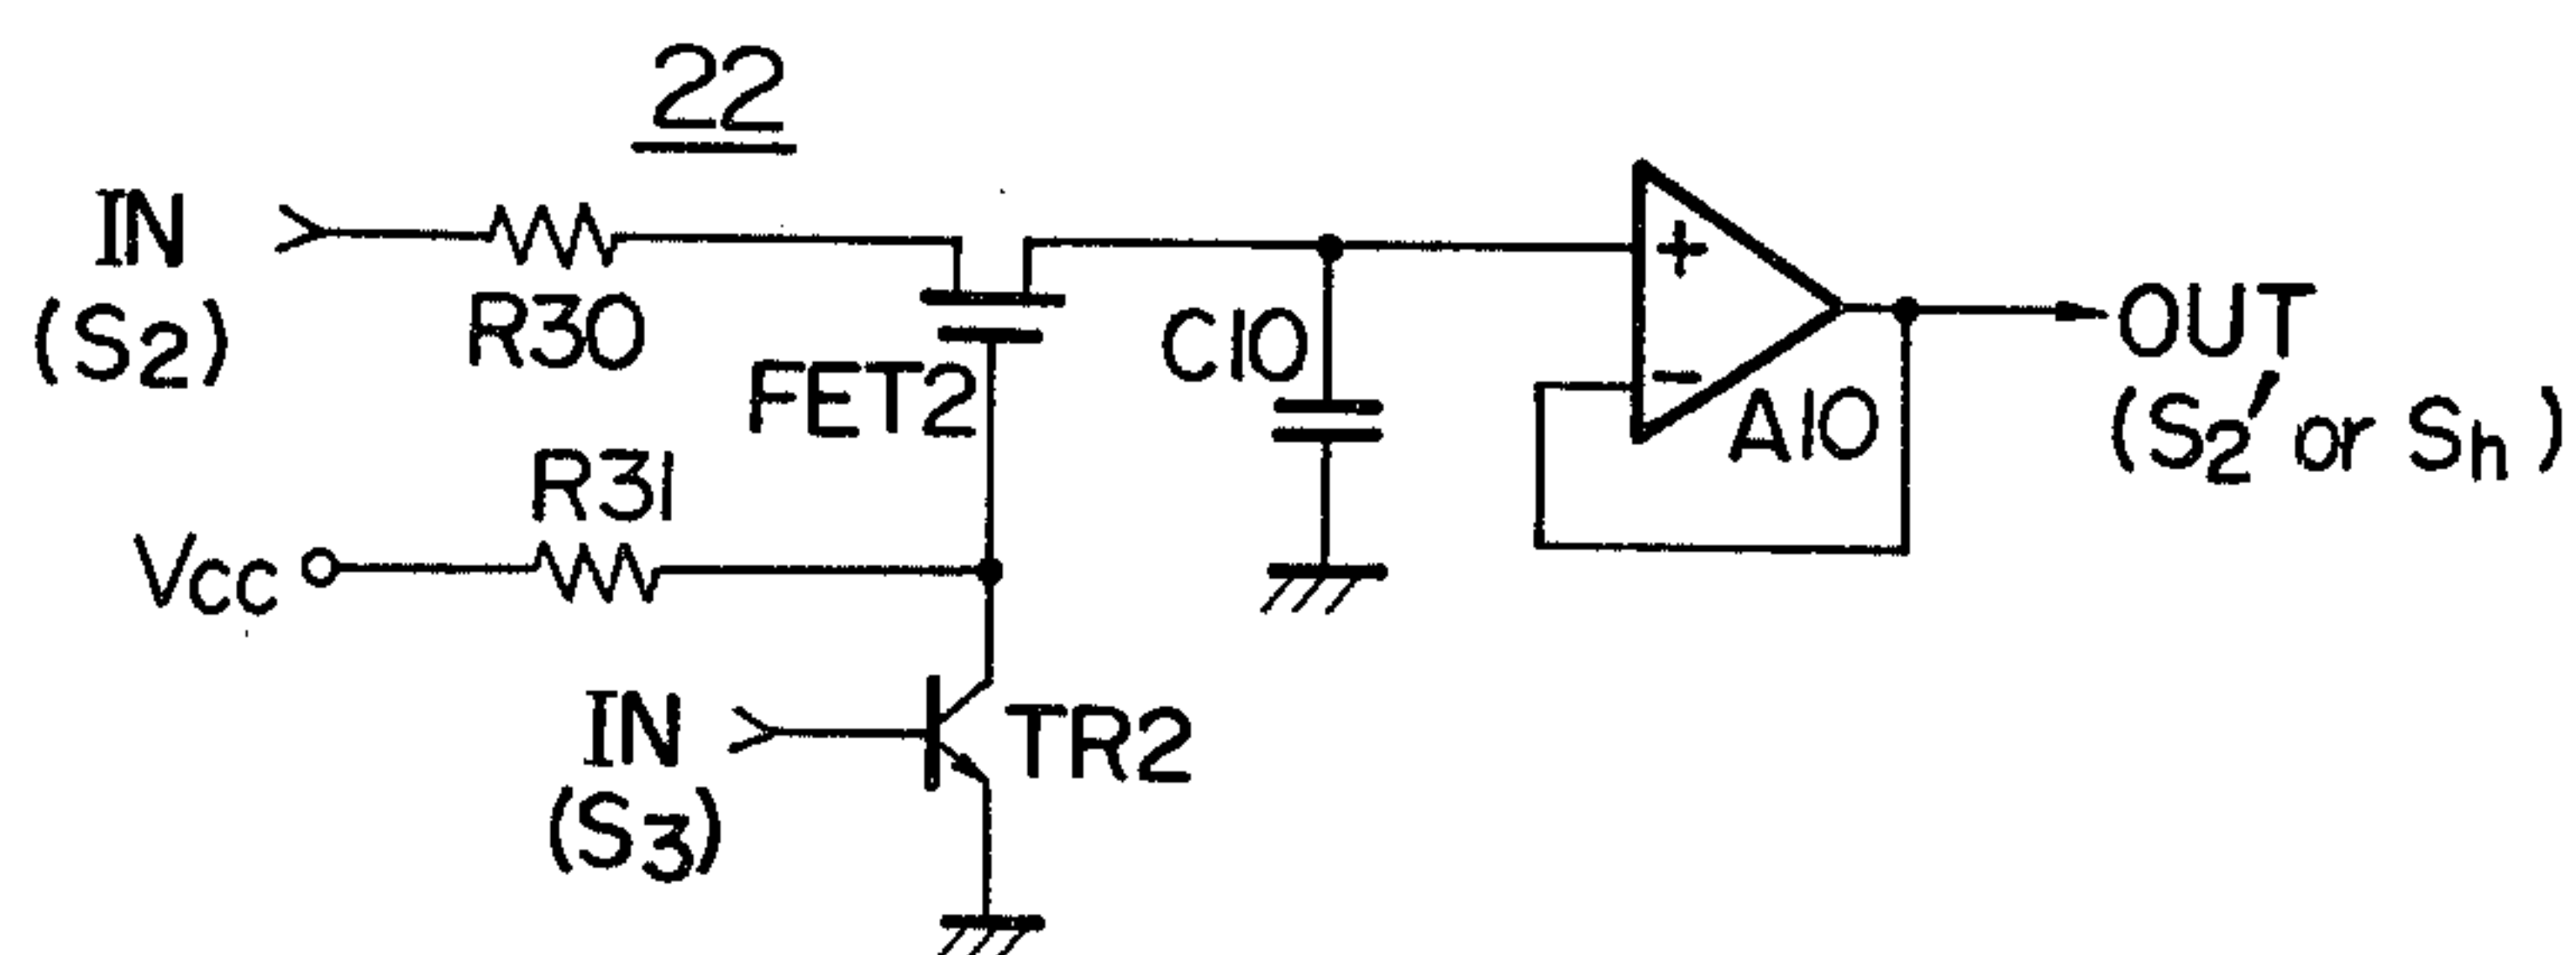 22
IN
(S2)
R30
FET2
C10
+
-
A10
OUT
(S2' or Sh)
R31
Vcc
IN
(S3)
TR2